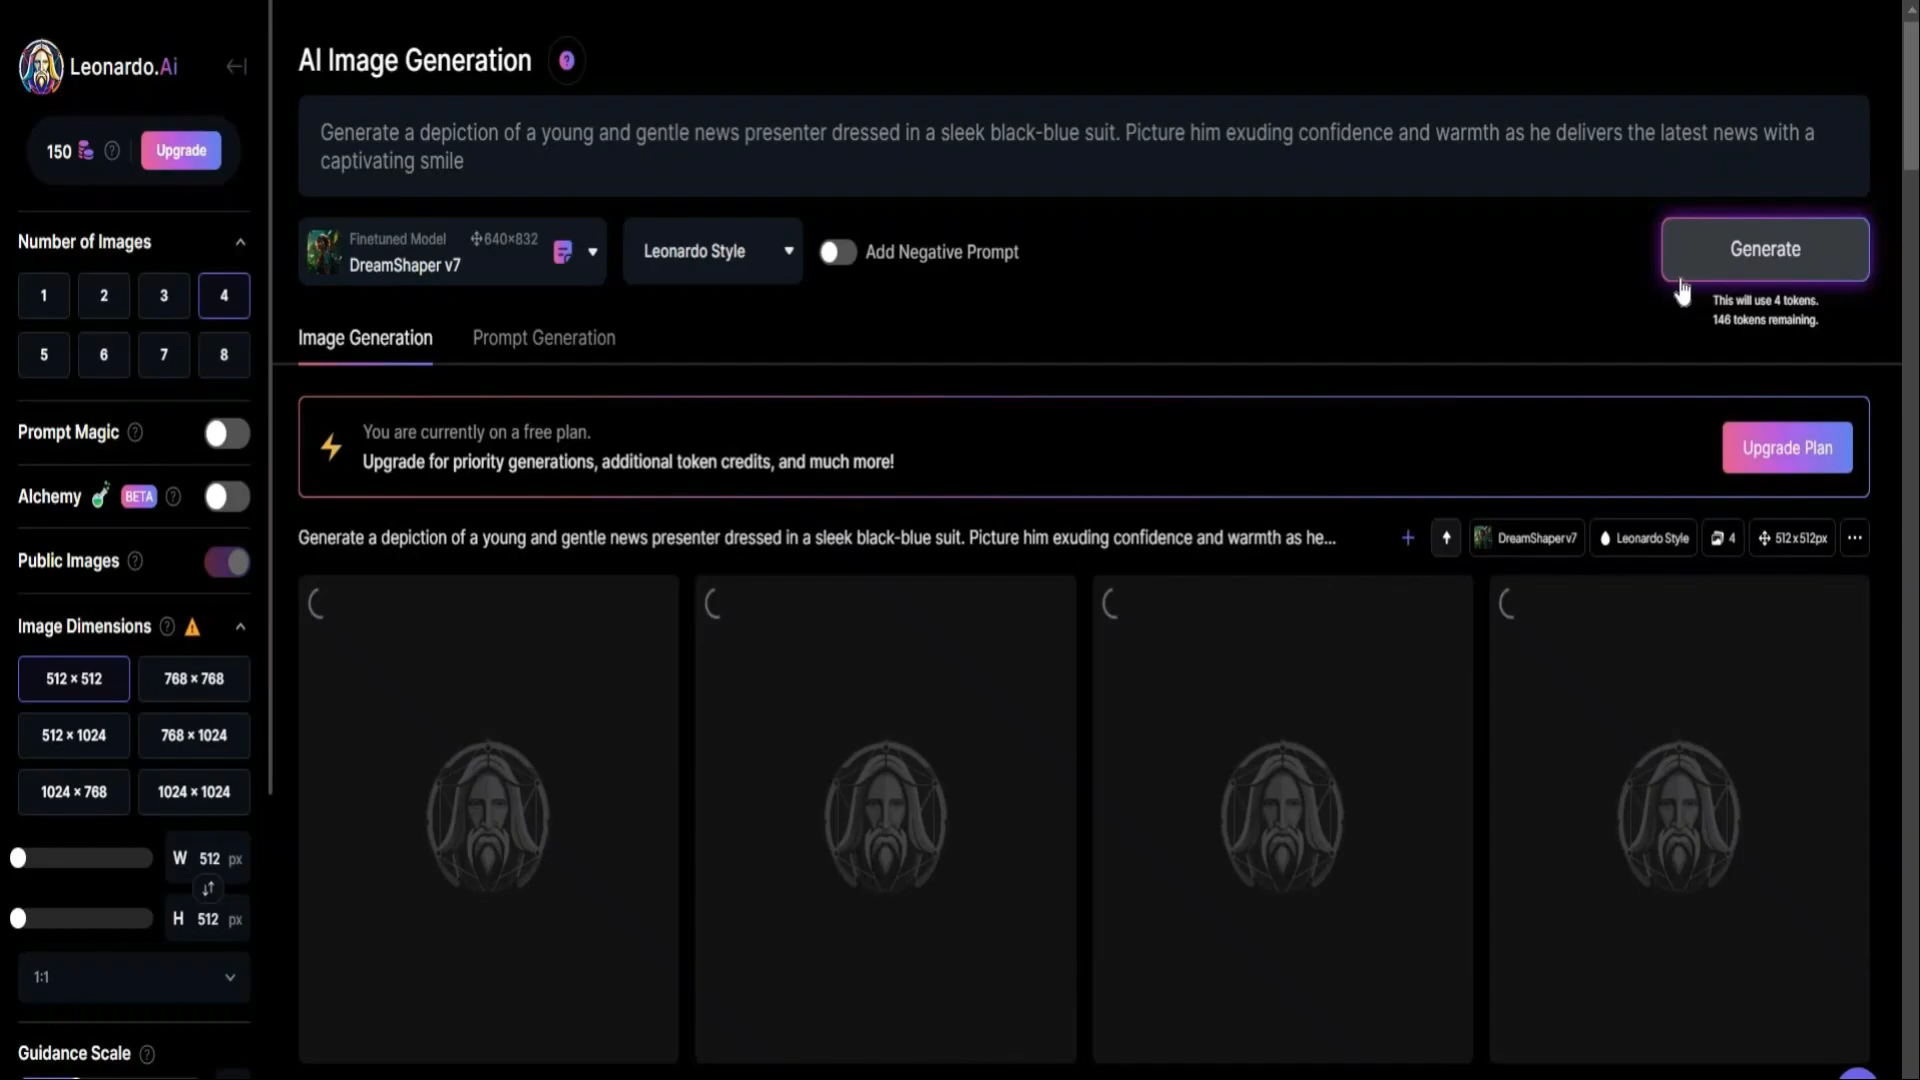 Leonardo.Ai
150
Upgrade
Number of Images
1 2 3 4
5 6 7 8
Prompt Magic
Alchemy BETA
Public Images
Image Dimensions
512 × 512 768 × 768
512 × 1024 768 × 1024
1024 × 768 1024 × 1024
W 512 px
H 512 px
1:1
Guidance Scale
AI Image Generation
Generate a depiction of a young and gentle news presenter dressed in a sleek black-blue suit. Picture him exuding confidence and warmth as he delivers the latest news with a
captivating smile
Finetuned Model 640×832
DreamShaper v7
Leonardo Style
Add Negative Prompt
Generate
This will use 4 tokens.
146 tokens remaining.
Image Generation Prompt Generation
You are currently on a free plan.
Upgrade for priority generations, additional token credits, and much more!
Upgrade Plan
Generate a depiction of a young and gentle news presenter dressed in a sleek black-blue suit. Picture him exuding confidence and warmth as he...
DreamShaper v7 Leonardo Style 4 512x512px